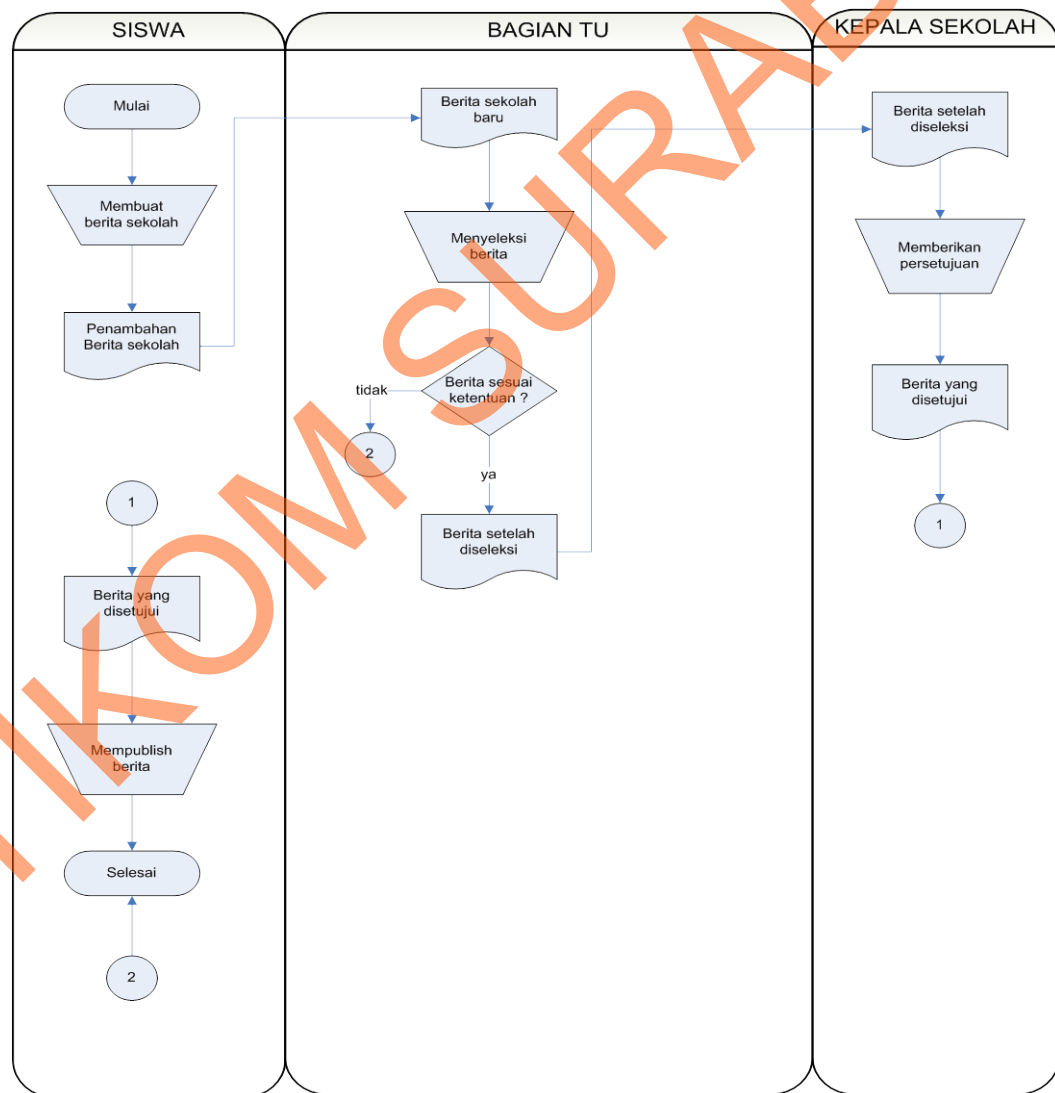 SISWA
BAGIAN TU
KEPALA SEKOLAH
Mulai
Membuat
berita sekolah
Penambahan
Berita sekolah
1
Berita yang
disetujui
Mempublish
berita
Selesai
2
Berita sekolah
baru
Menyeleksi
berita
Berita sesuai
ketentuan ?
tidak
2
ya
Berita setelah
diseleksi
Berita setelah
diseleksi
Memberikan
persetujuan
Berita yang
disetujui
1
IKOM SURAB